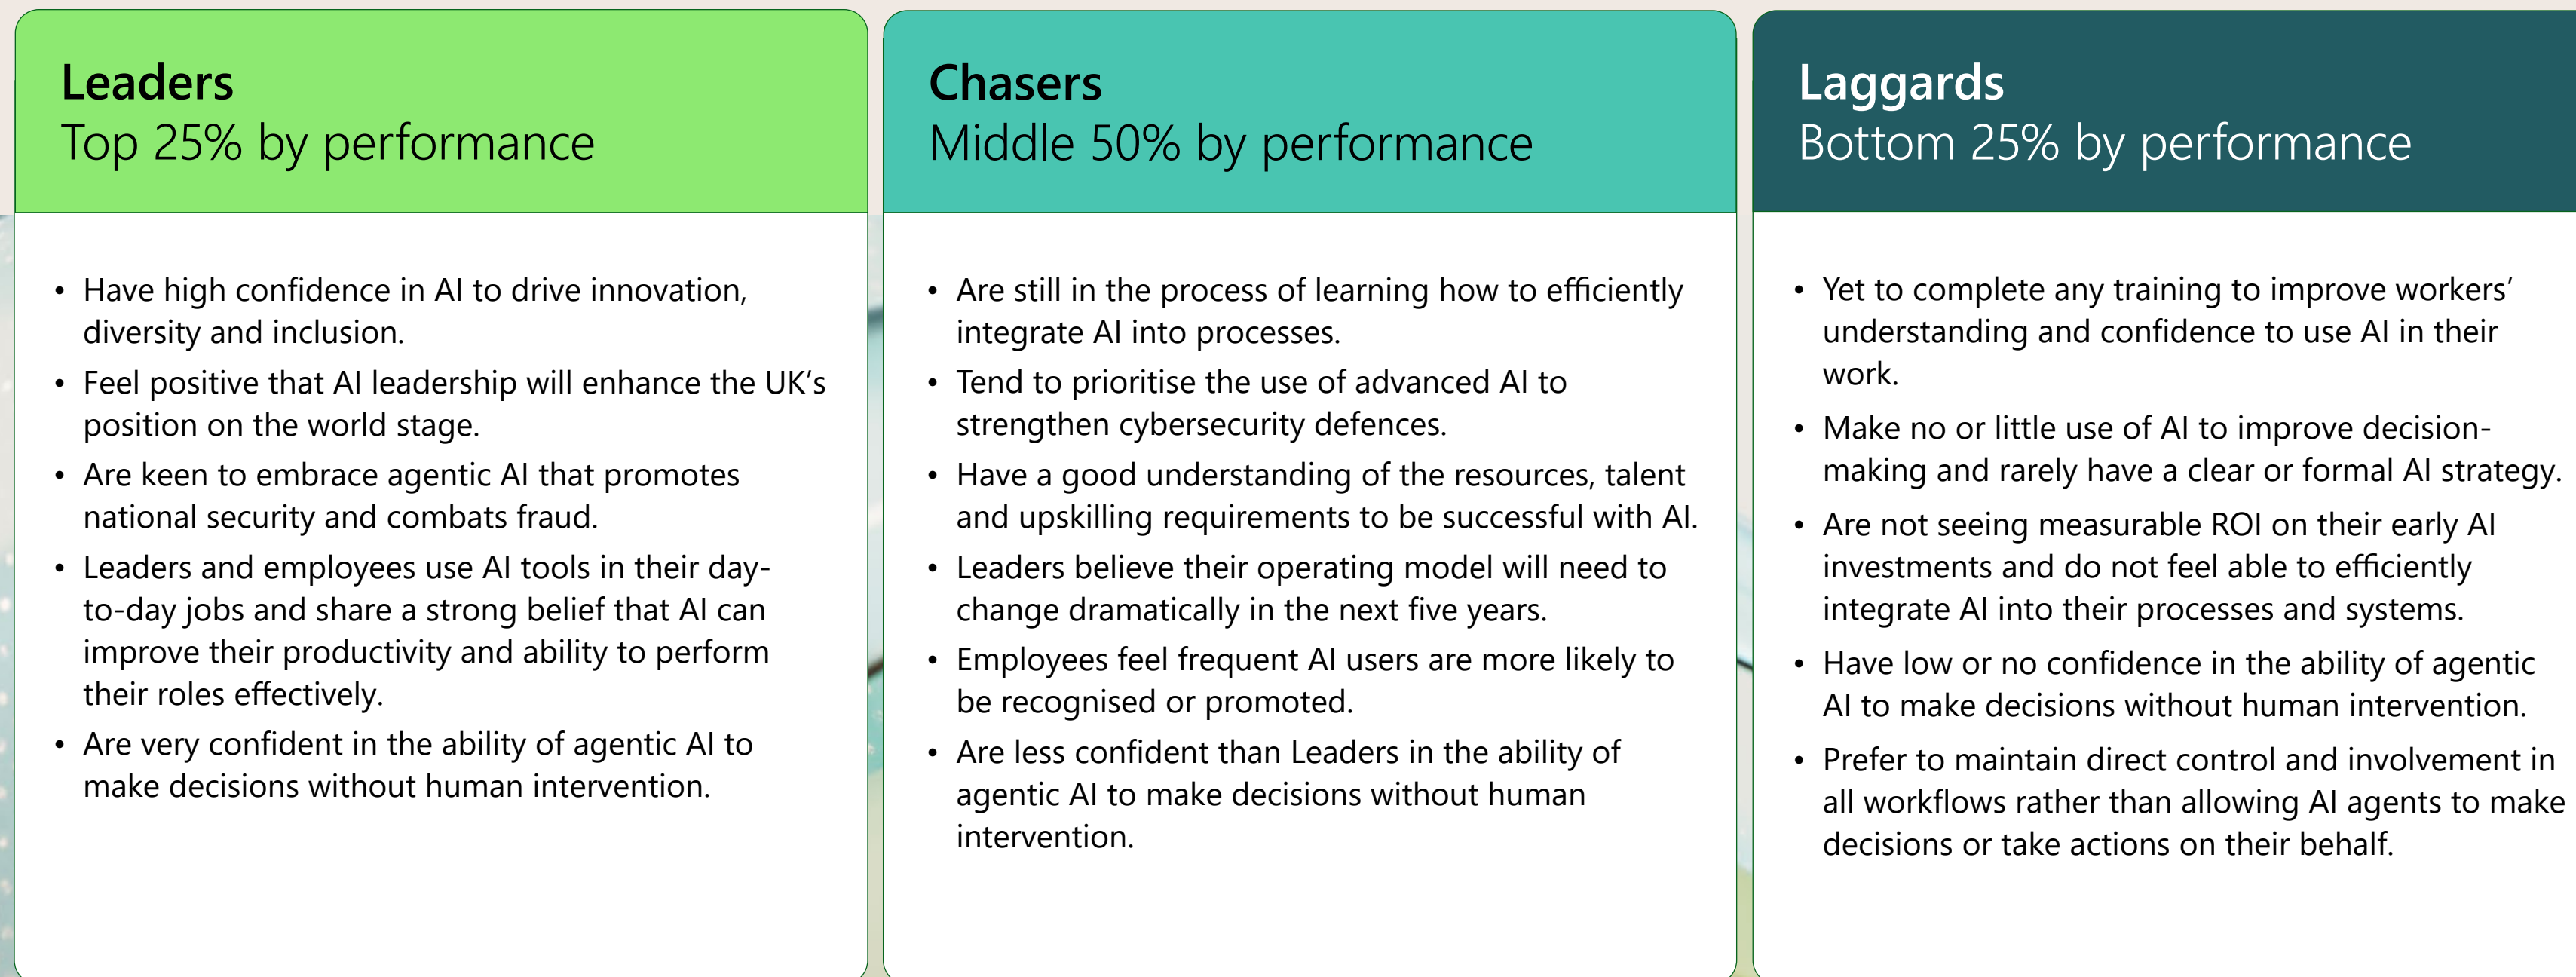 Leaders
Top 25% by performance
• Have high confidence in AI to drive innovation,
diversity and inclusion.
• Feel positive that AI leadership will enhance the UK’s
position on the world stage.
• Are keen to embrace agentic AI that promotes
national security and combats fraud.
• Leaders and employees use AI tools in their day-
to-day jobs and share a strong belief that AI can
improve their productivity and ability to perform
their roles effectively.
• Are very confident in the ability of agentic AI to
make decisions without human intervention.
Chasers
Middle 50% by performance
• Are still in the process of learning how to efficiently
integrate AI into processes.
• Tend to prioritise the use of advanced AI to
strengthen cybersecurity defences.
• Have a good understanding of the resources, talent
and upskilling requirements to be successful with AI.
• Leaders believe their operating model will need to
change dramatically in the next five years.
• Employees feel frequent AI users are more likely to
be recognised or promoted.
• Are less confident than Leaders in the ability of
agentic AI to make decisions without human
intervention.
Laggards
Bottom 25% by performance
• Yet to complete any training to improve workers’
understanding and confidence to use AI in their
work.
• Make no or little use of AI to improve decision-
making and rarely have a clear or formal AI strategy.
• Are not seeing measurable ROI on their early AI
investments and do not feel able to efficiently
integrate AI into their processes and systems.
• Have low or no confidence in the ability of agentic
AI to make decisions without human intervention.
• Prefer to maintain direct control and involvement in
all workflows rather than allowing AI agents to make
decisions or take actions on their behalf.